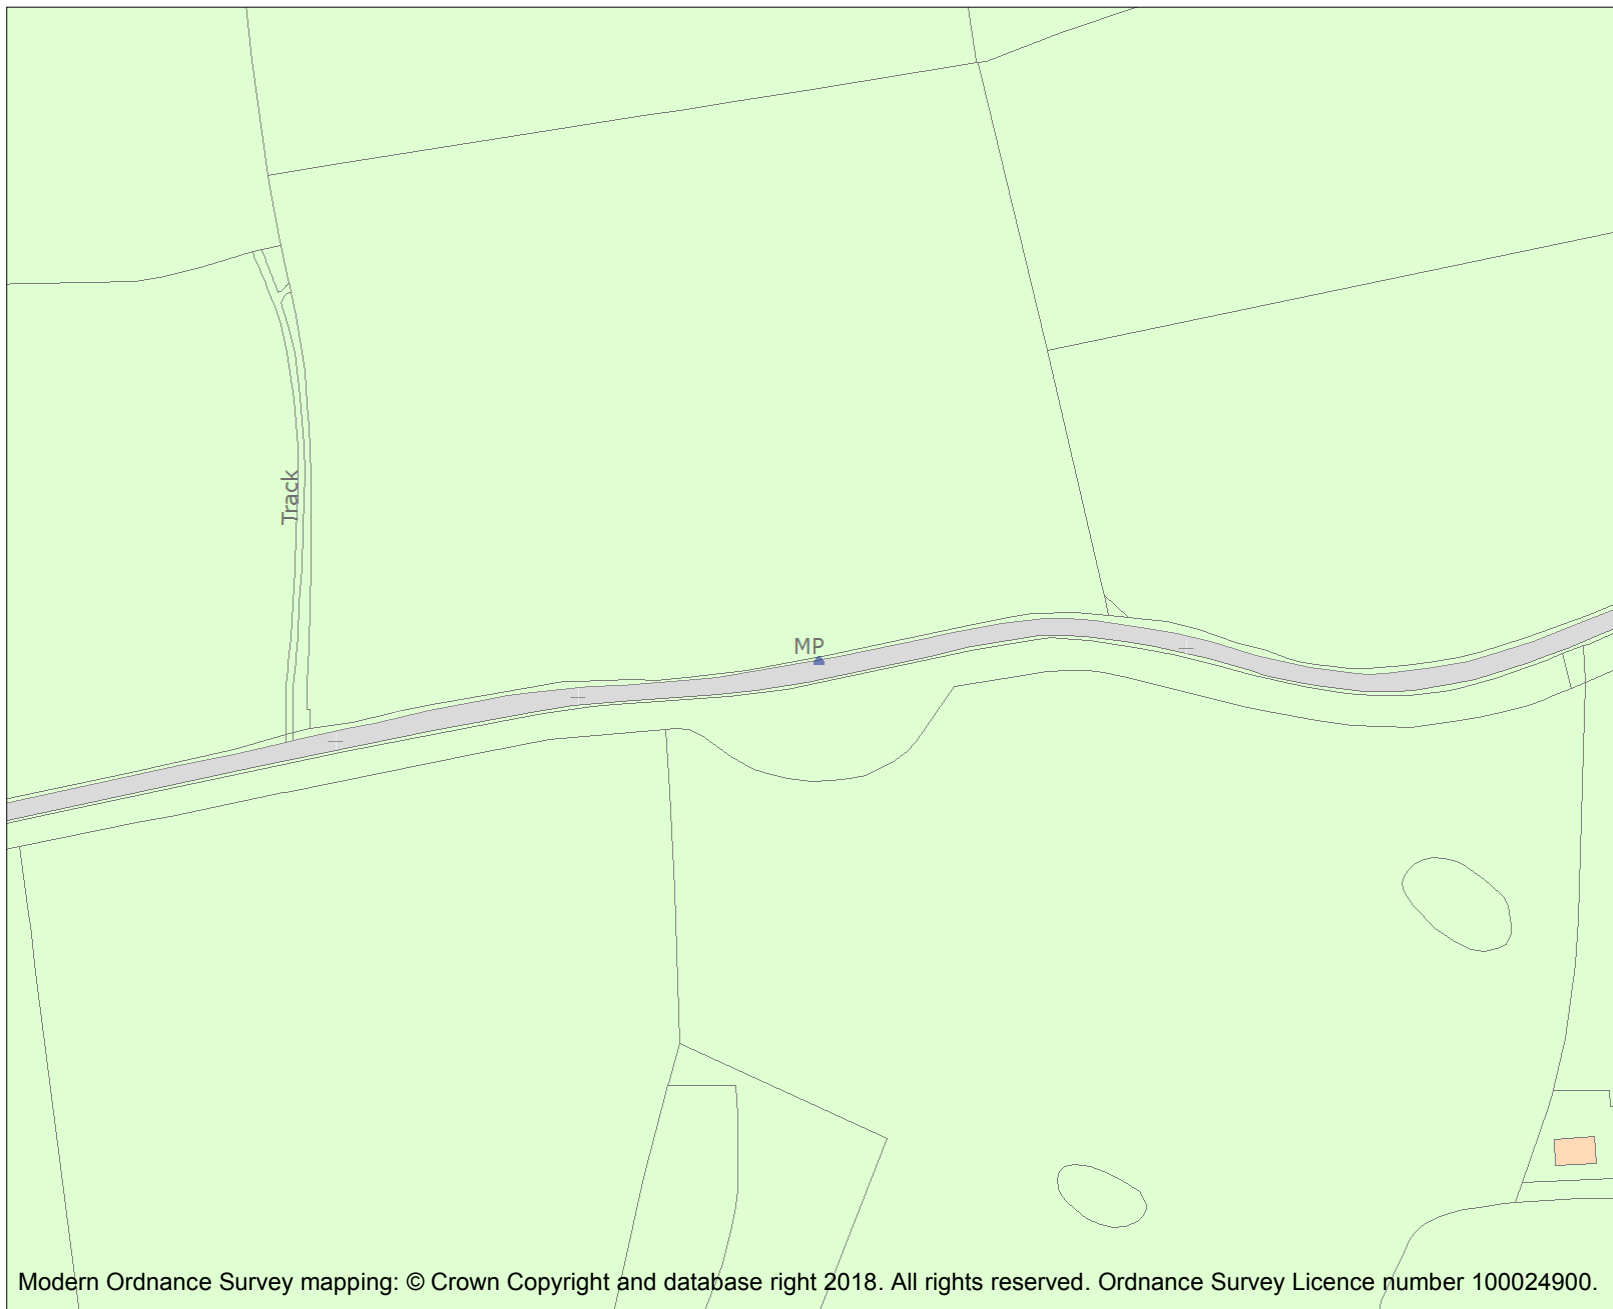 Track
MP
Modern Ordnance Survey mapping: © Crown Copyright and database right 2018. All rights reserved. Ordnance Survey Licence number 100024900.